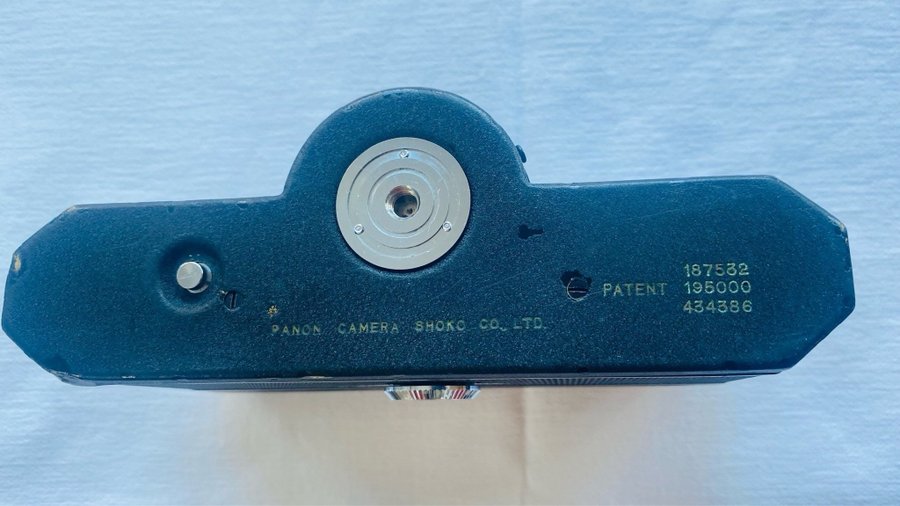 187532
PATENT 195000
434386
PANON CAMERA SHOKO CO., LTD.